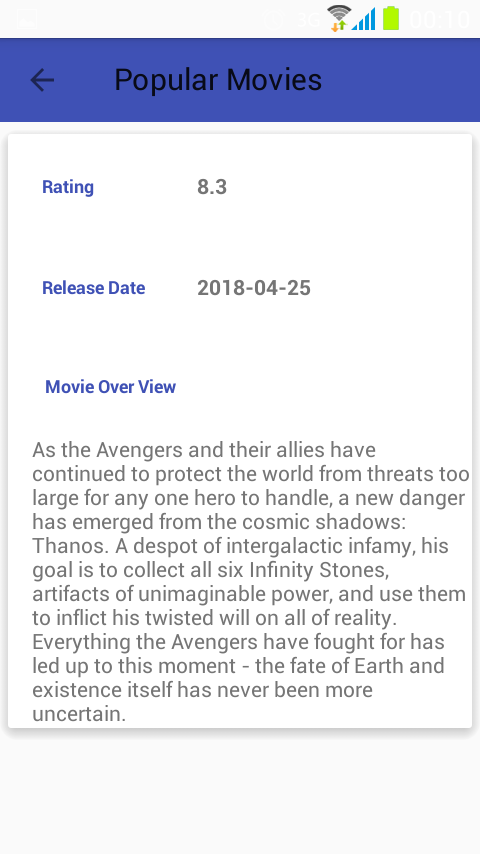 3G 00:10
Popular Movies
Rating 8.3
Release Date 2018-04-25
Movie Over View
As the Avengers and their allies have
continued to protect the world from threats too
large for any one hero to handle, a new danger
has emerged from the cosmic shadows:
Thanos. A despot of intergalactic infamy, his
goal is to collect all six Infinity Stones,
artifacts of unimaginable power, and use them
to inflict his twisted will on all of reality.
Everything the Avengers have fought for has
led up to this moment - the fate of Earth and
existence itself has never been more
uncertain.